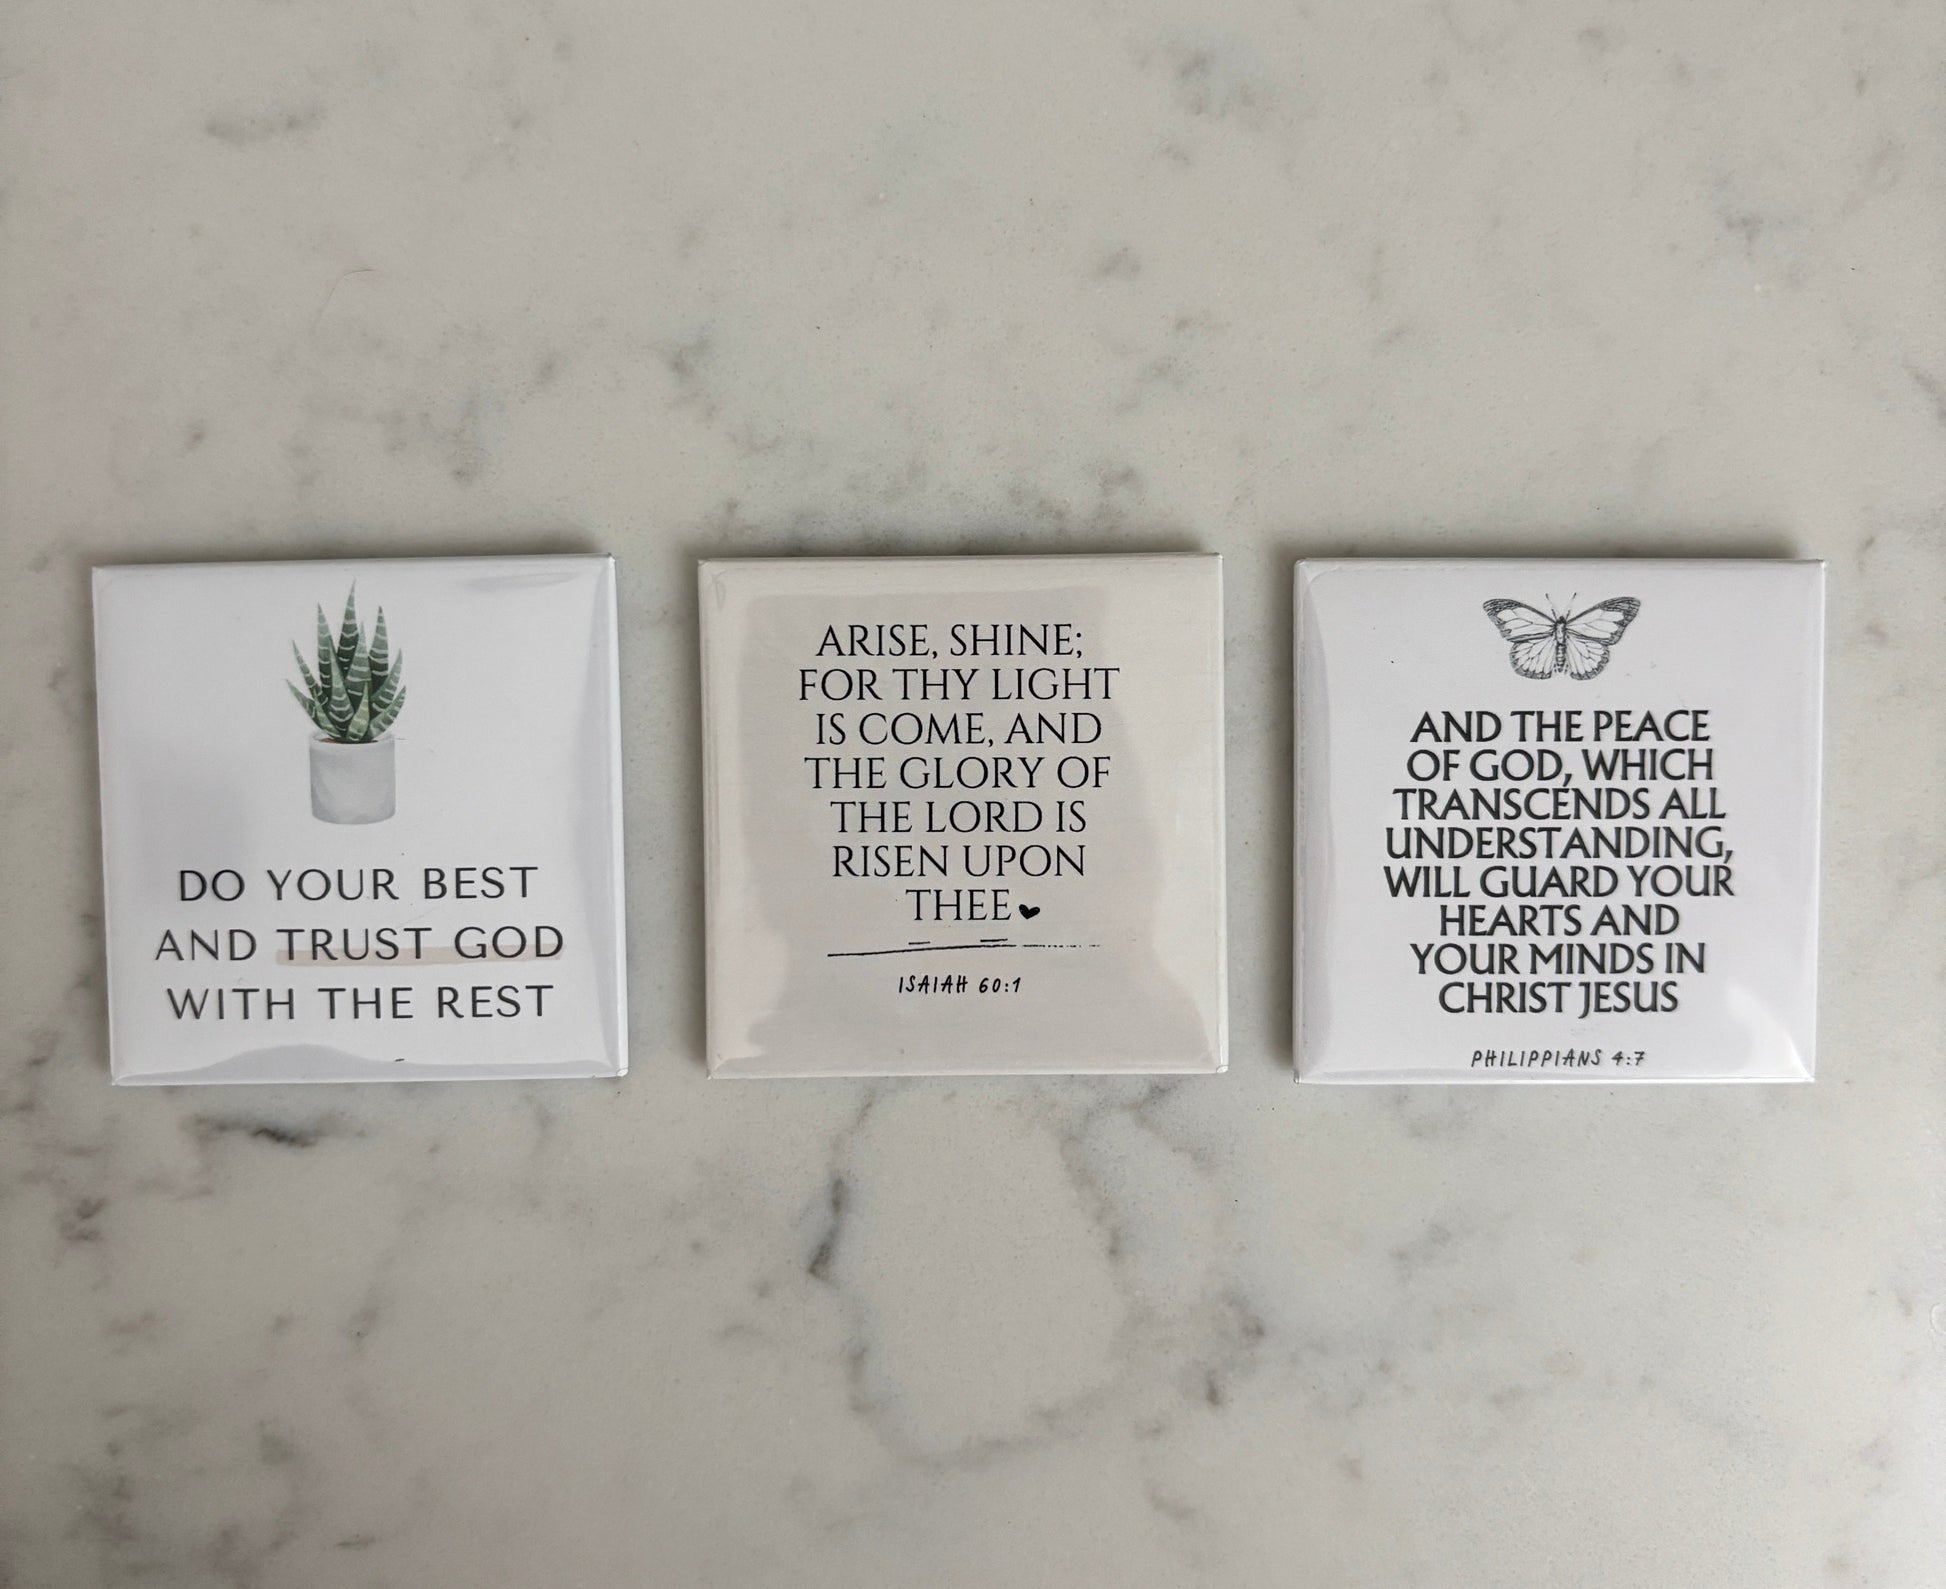 DO YOUR BEST
AND TRUST GOD
WITH THE REST
ARISE, SHINE;
FOR THY LIGHT
IS COME, AND
THE GLORY OF
THE LORD IS
RISEN UPON
THEE
ISAIAH 60:1
AND THE PEACE
OF GOD, WHICH
TRANSCENDS ALL
UNDERSTANDING,
WILL GUARD YOUR
HEARTS AND
YOUR MINDS IN
CHRIST JESUS
PHILIPPIANS 4:7